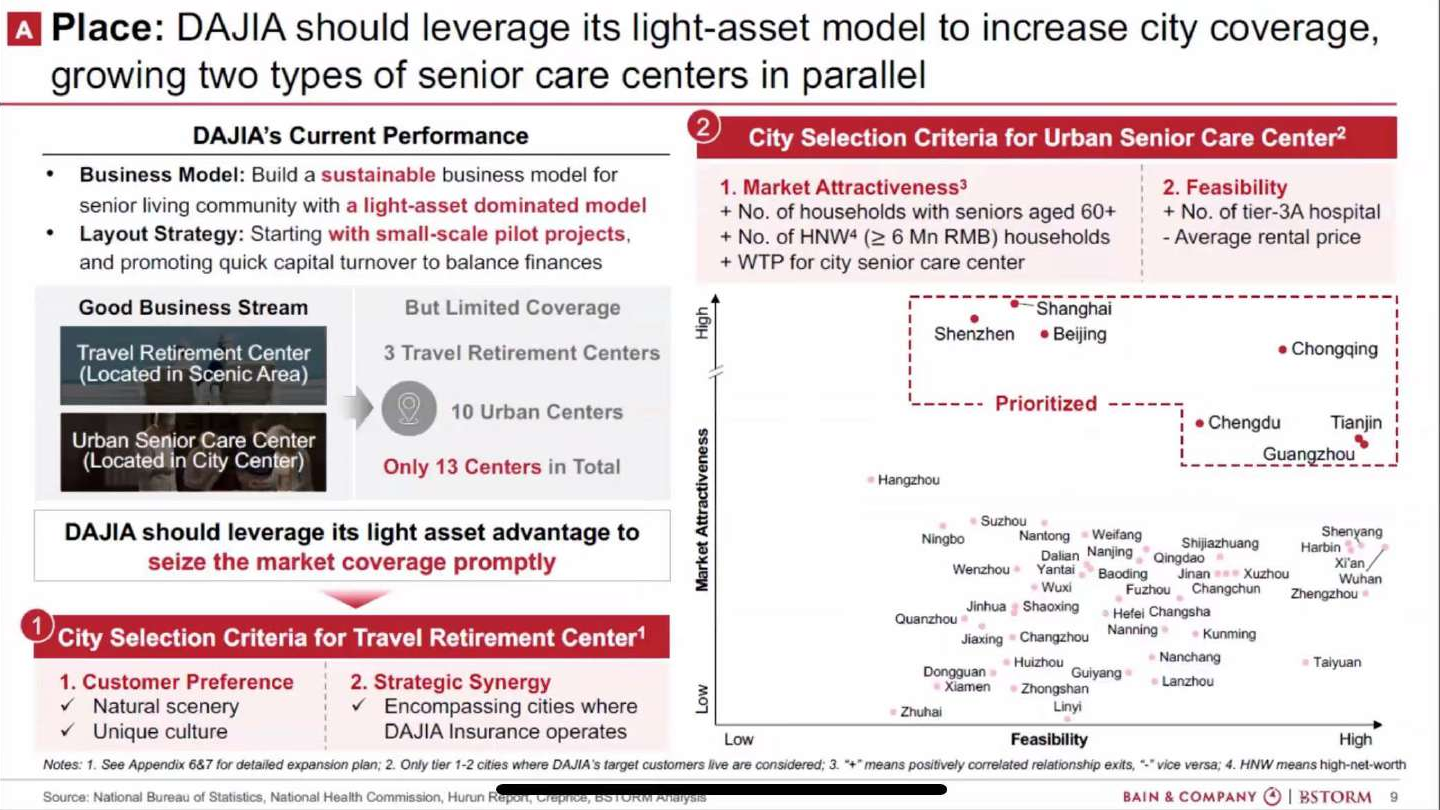 A Place: DAJIA should leverage its light-asset model to increase city coverage,
growing two types of senior care centers in parallel
DAJIA's Current Performance
• Business Model: Build a sustainable business model for
senior living community with a light-asset dominated model
• Layout Strategy: Starting with small-scale pilot projects,
and promoting quick capital turnover to balance finances
Good Business Stream
Travel Retirement Center
(Located in Scenic Area)
Urban Senior Care Center
(Located in City Center)
But Limited Coverage
3 Travel Retirement Centers
10 Urban Centers
Only 13 Centers in Total
DAJIA should leverage its light asset advantage to
seize the market coverage promptly
1 City Selection Criteria for Travel Retirement Center1
1. Customer Preference
✓ Natural scenery
✓ Unique culture
2. Strategic Synergy
✓ Encompassing cities where
DAJIA Insurance operates
2 City Selection Criteria for Urban Senior Care Center2
1. Market Attractiveness3
+ No. of households with seniors aged 60+
+ No. of HNW4 (≥ 6 Mn RMB) households
+ WTP for city senior care center
2. Feasibility
+ No. of tier-3A hospital
- Average rental price
High
Market Attractiveness
Low
Shanghai
Shenzhen
Beijing
Chongqing
Prioritized
Chengdu
Tianjin
Guangzhou
Hangzhou
Suzhou
Ningbo
Nantong
Weifang
Shenyang
Shijiazhuang
Harbin
Dalian
Nanjing
Qingdao
Xi'an
Wenzhou
Yantai
Baoding
Jinan
Xuzhou
Wuhan
Wuxi
Fuzhou
Changchun
Zhengzhou
Jinhua
Shaoxing
Hefei
Changsha
Quanzhou
Nanning
Kunming
Jiaxing
Changzhou
Nanchang
Huizhou
Taiyuan
Dongguan
Guiyang
Lanzhou
Xiamen
Zhongshan
Linyi
Zhuhai
Low
Feasibility
High
Notes: 1. See Appendix 6&7 for detailed expansion plan; 2. Only tier 1-2 cities where DAJIA's target customers live are considered; 3. "+" means positively correlated relationship exits, "-" vice versa; 4. HNW means high-net-worth
Source: National Bureau of Statistics, National Health Commission, Hurun Report, Creprice, BSTORM Analysis
BAIN & COMPANY | BSTORM 9